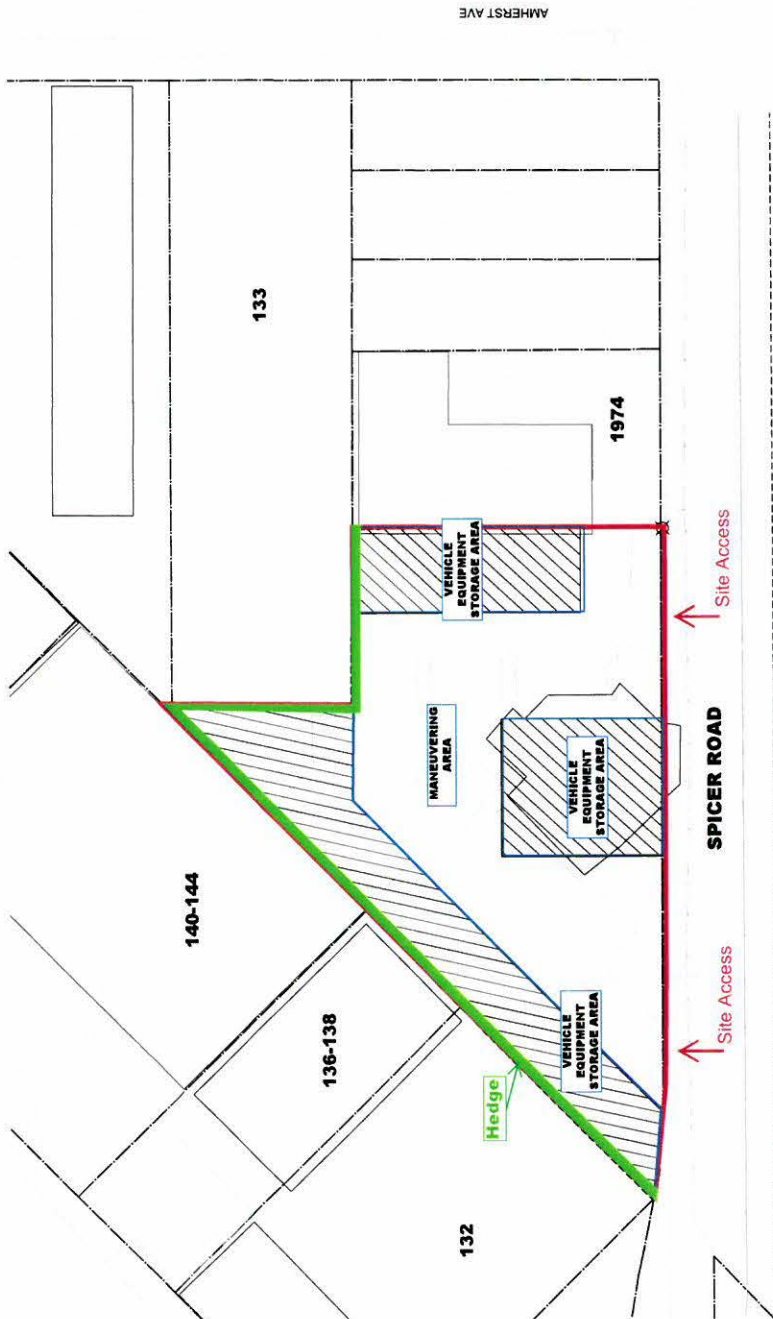 AMHERST AVE
133
1974
VEHICLE
EQUIPMENT
STORAGE AREA
Site Access
MANEUVERING
AREA
VEHICLE
EQUIPMENT
STORAGE AREA
SPICER ROAD
140-144
136-138
VEHICLE
EQUIPMENT
STORAGE AREA
Site Access
Hedge
132